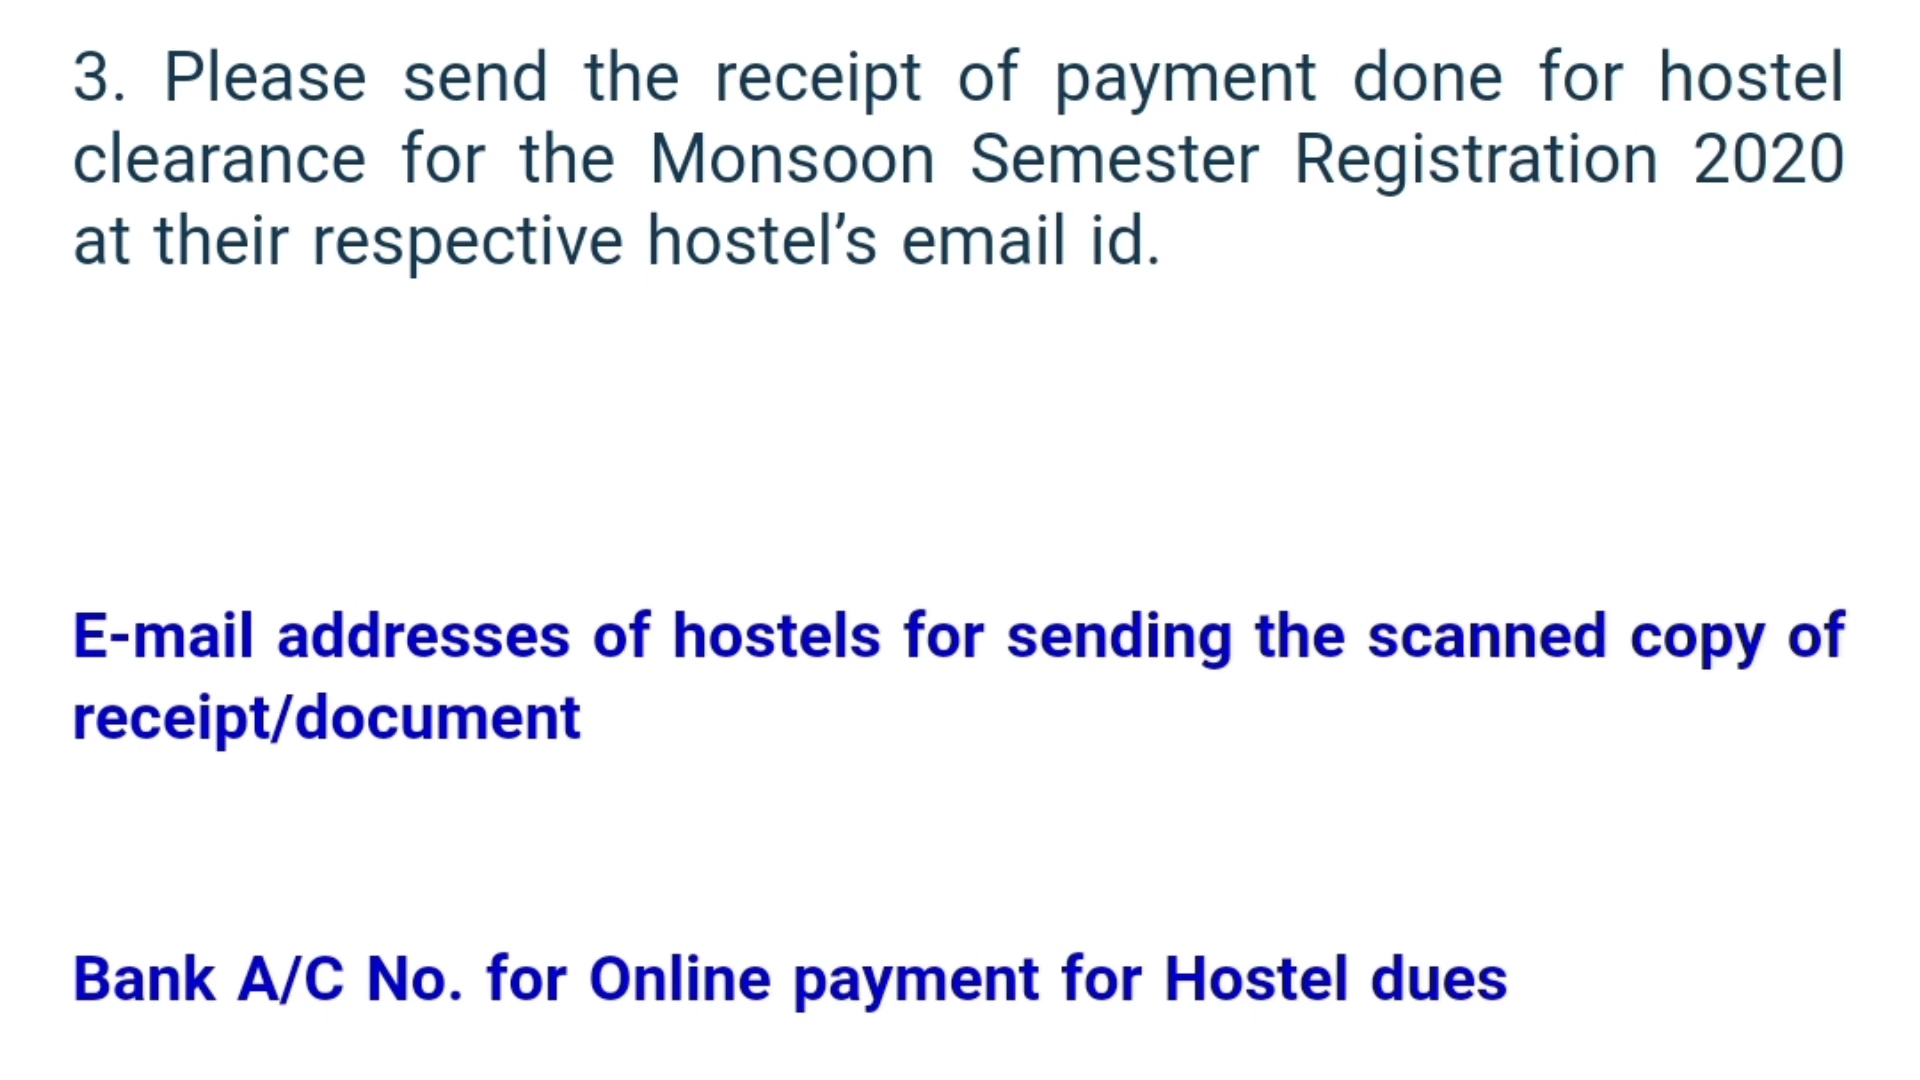 3. Please send the receipt of payment done for hostel
clearance for the Monsoon Semester Registration 2020
at their respective hostel’s email id.
E-mail addresses of hostels for sending the scanned copy of
receipt/document
Bank A/C No. for Online payment for Hostel dues